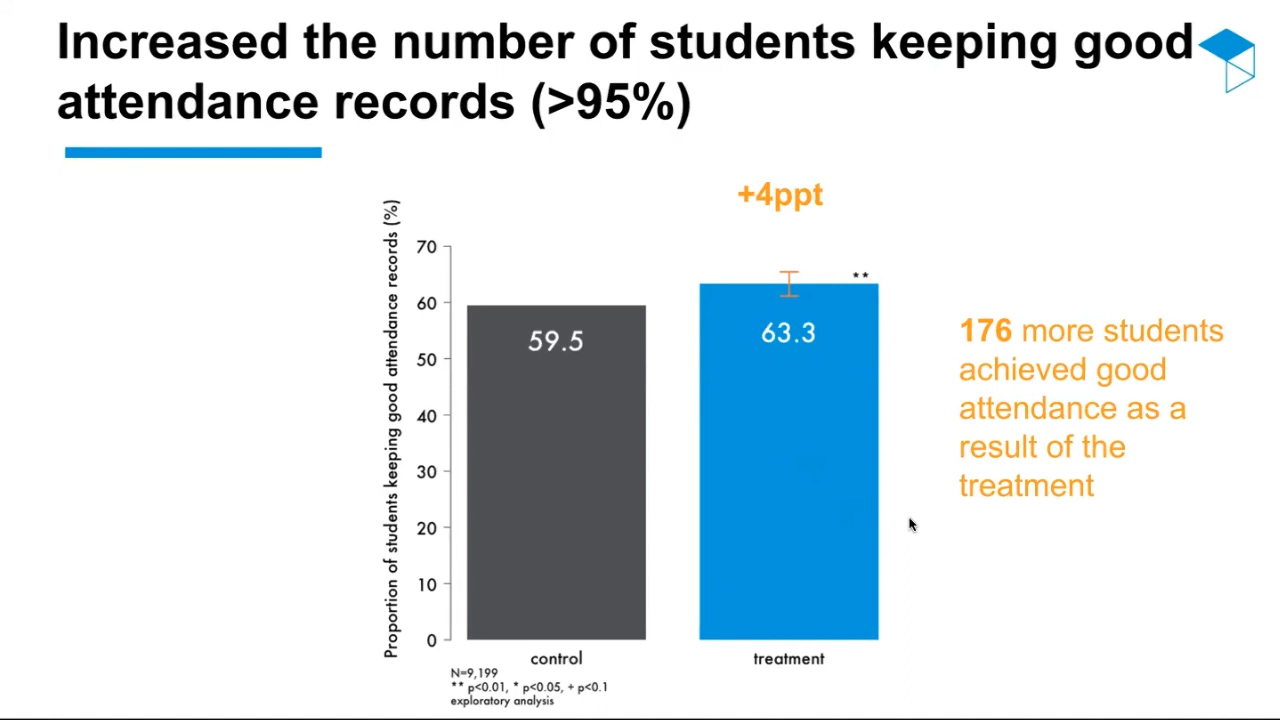 Increased the number of students keeping good
attendance records (>95%)
+4ppt
Proportion of students keeping good attendance records (%)
70
60
50
40
30
20
10
0
59.5
63.3
**
control
treatment
N=9,199
** p<0.01, * p<0.05, + p<0.1
exploratory analysis
176 more students
achieved good
attendance as a
result of the
treatment